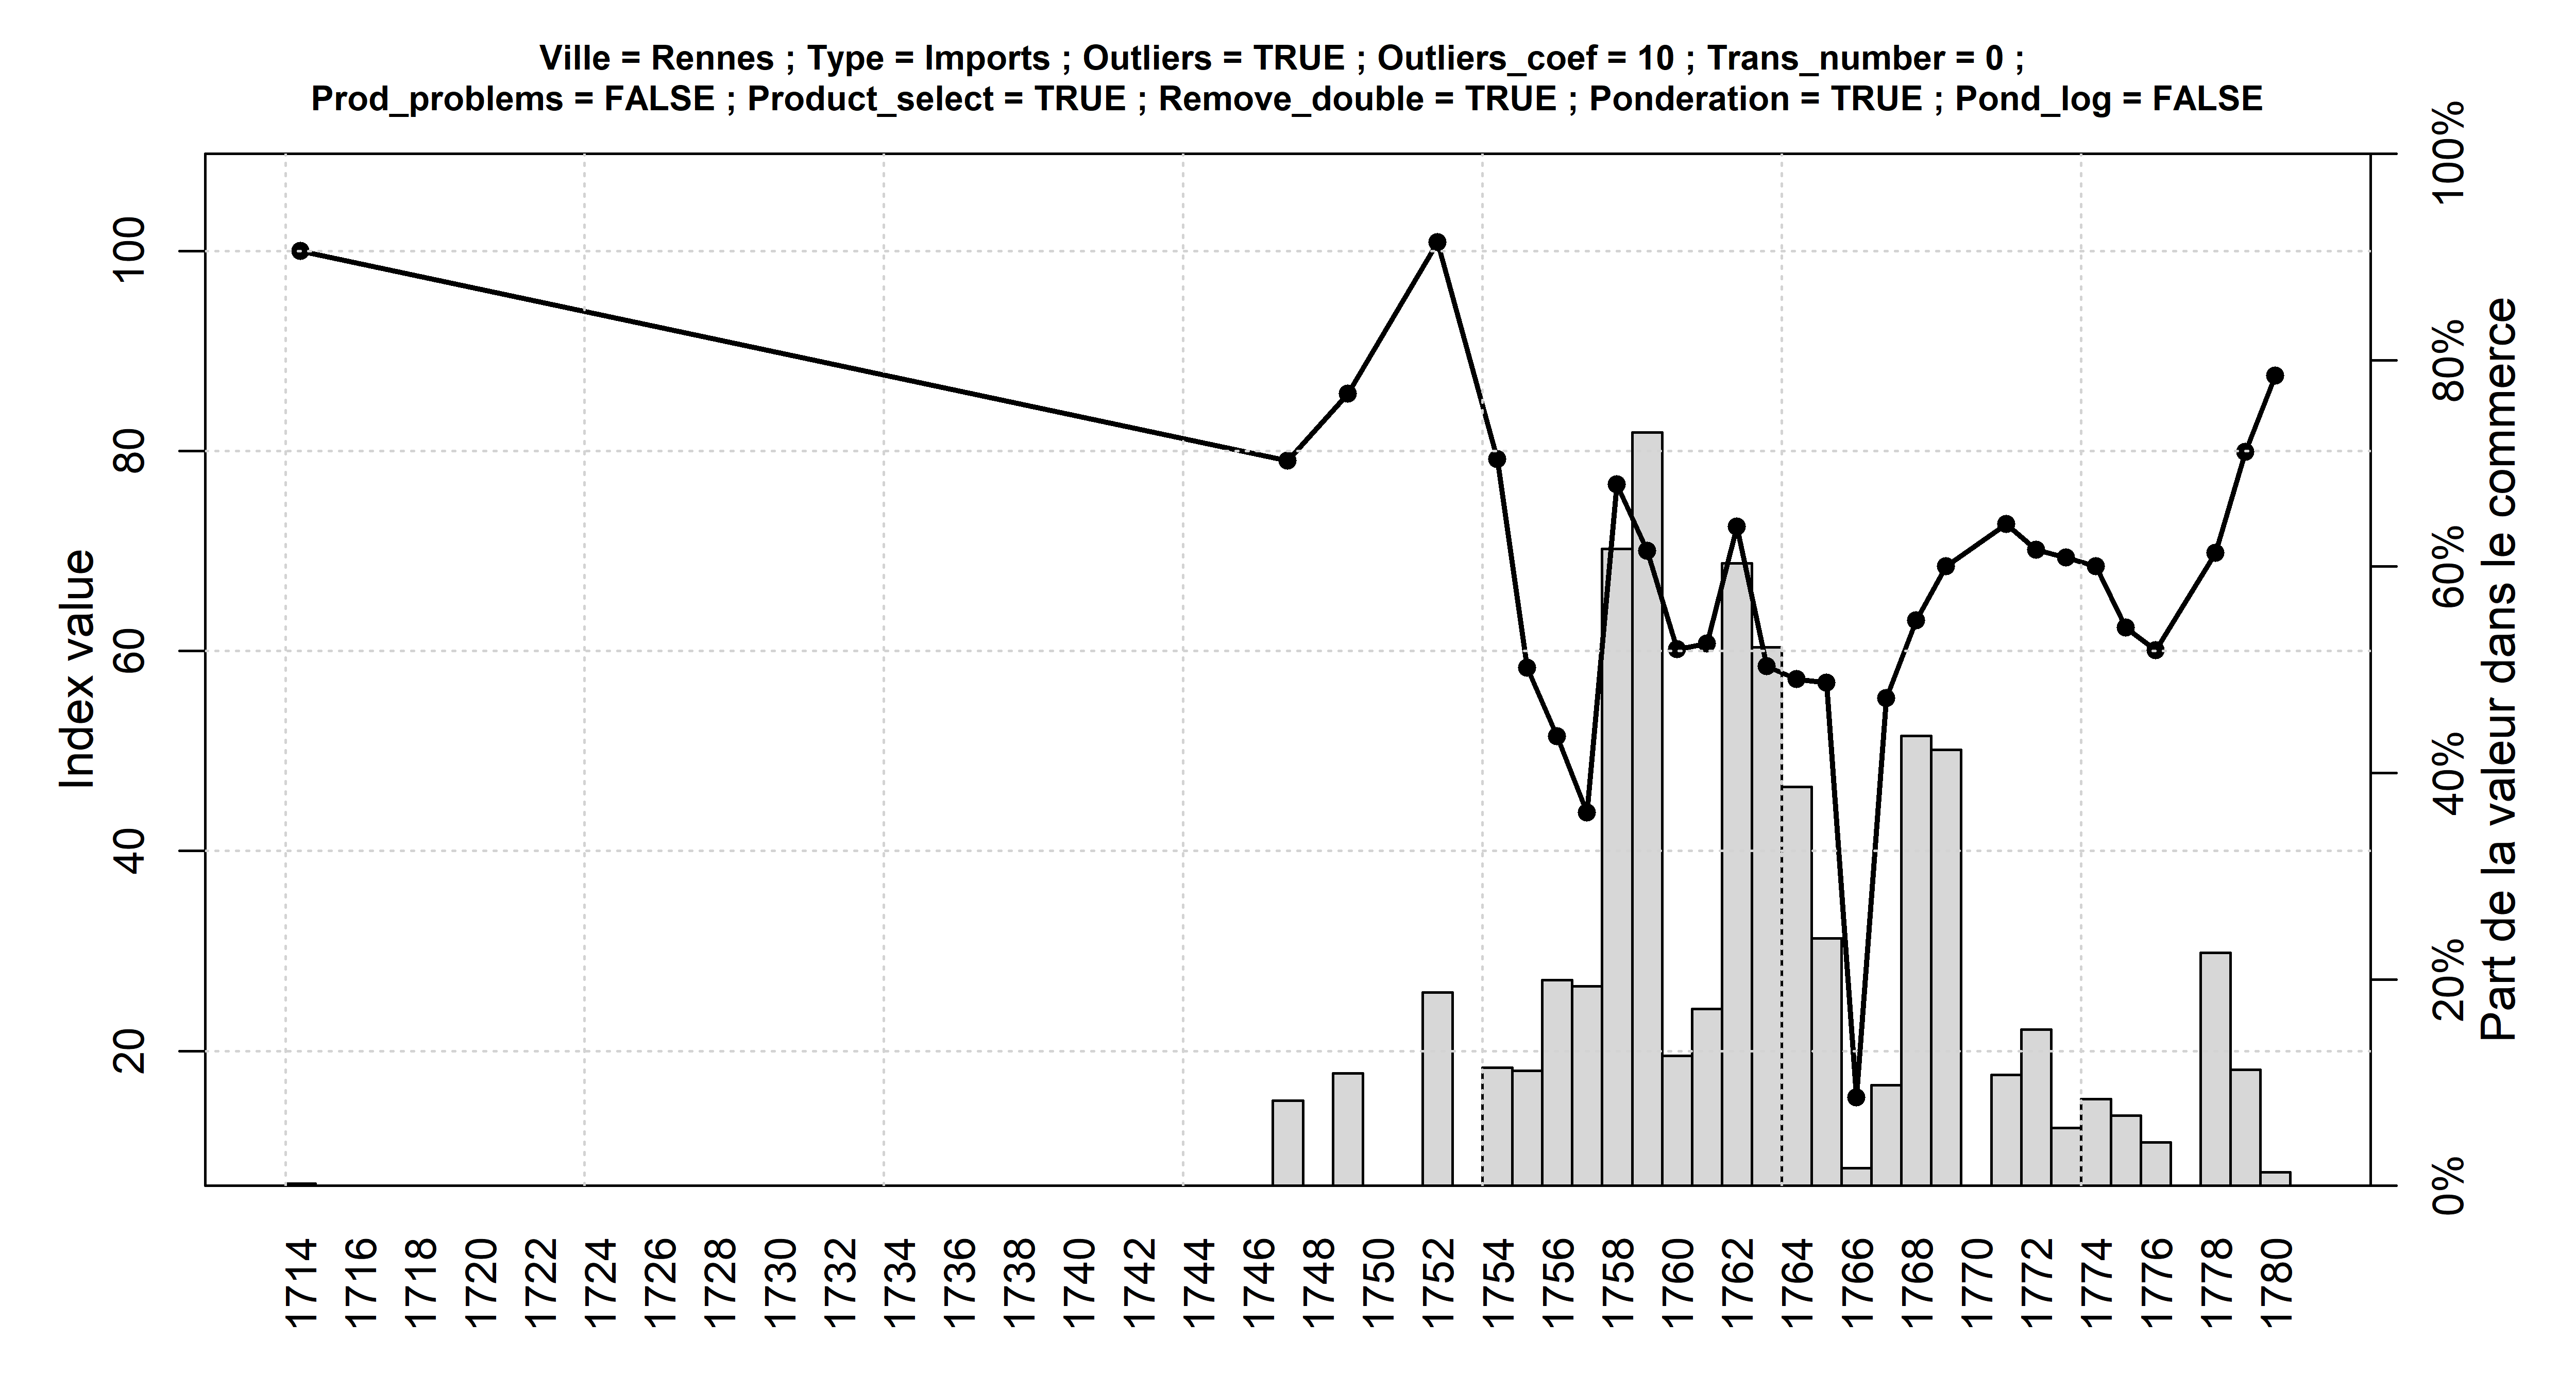 Ville = Rennes ; Type = Imports ; Outliers = TRUE ; Outliers_coef = 10 ; Trans_number = 0 ;
Prod_problems = FALSE ; Product_select = TRUE ; Remove_double = TRUE ; Ponderation = TRUE ; Pond_log = FALSE
Index value
100
80
60
40
20
100%
80%
60%
40%
20%
0%
Part de la valeur dans le commerce
1714 1716 1718 1720 1722 1724 1726 1728 1730 1732 1734 1736 1738 1740 1742 1744 1746 1748 1750 1752 1754 1756 1758 1760 1762 1764 1766 1768 1770 1772 1774 1776 1778 1780